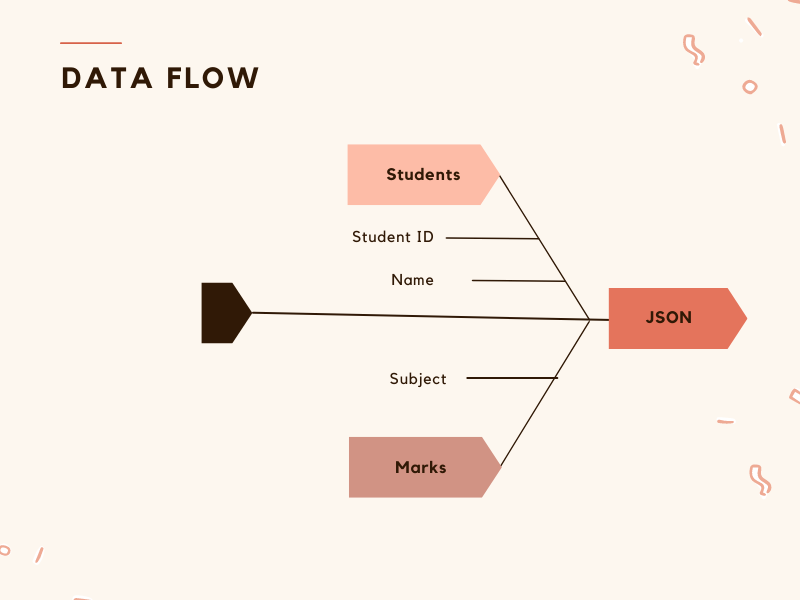 DATA FLOW
Students
Student ID
Name
JSON
Subject
Marks